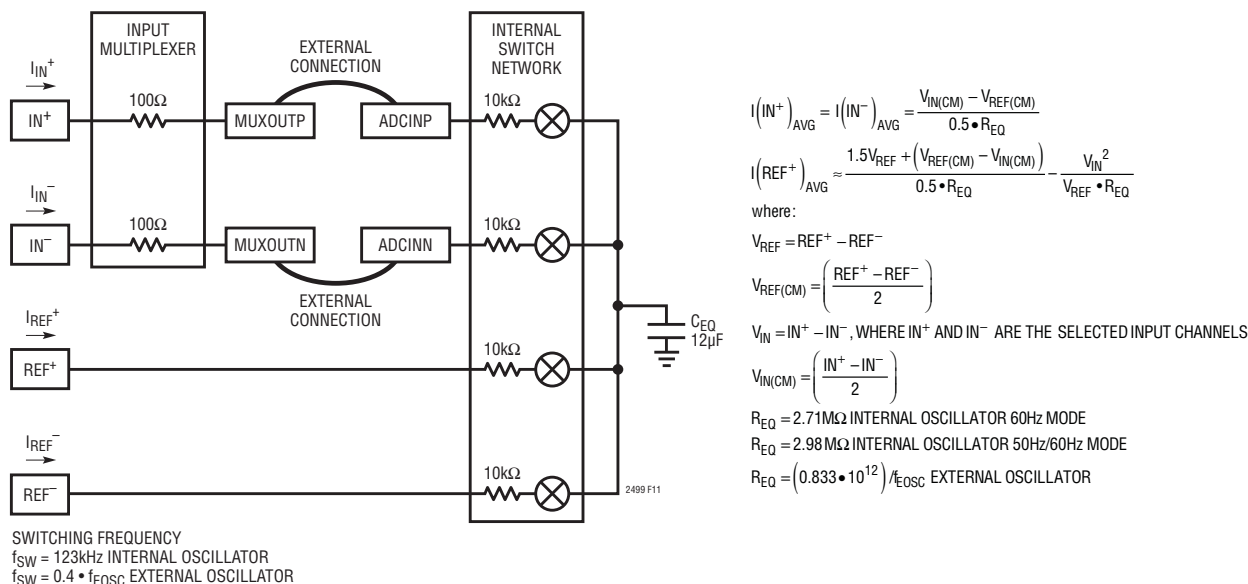 INPUT
MULTIPLEXER
EXTERNAL
CONNECTION
INTERNAL
SWITCH
NETWORK
I_IN⁺
IN⁺
100Ω
MUXOUTP
ADCINP
10kΩ
I_IN⁻
IN⁻
100Ω
MUXOUTN
ADCINN
10kΩ
EXTERNAL
CONNECTION
C_EQ
12µF
I_REF⁺
REF⁺
10kΩ
I_REF⁻
REF⁻
10kΩ
2499 F11
SWITCHING FREQUENCY
f_SW = 123kHz INTERNAL OSCILLATOR
f_SW = 0.4 • f_EOSC EXTERNAL OSCILLATOR
I(IN⁺)_AVG = I(IN⁻)_AVG = (V_IN(CM) − V_REF(CM)) / (0.5 • R_EQ)
I(REF⁺)_AVG ≈ (1.5V_REF + (V_REF(CM) − V_IN(CM))) / (0.5 • R_EQ) − V_IN² / (V_REF • R_EQ)
where:
V_REF = REF⁺ − REF⁻
V_REF(CM) = ((REF⁺ − REF⁻) / 2)
V_IN = IN⁺ − IN⁻, WHERE IN⁺ AND IN⁻ ARE THE SELECTED INPUT CHANNELS
V_IN(CM) = ((IN⁺ − IN⁻) / 2)
R_EQ = 2.71MΩ INTERNAL OSCILLATOR 60Hz MODE
R_EQ = 2.98MΩ INTERNAL OSCILLATOR 50Hz/60Hz MODE
R_EQ = (0.833 • 10¹²) / f_EOSC EXTERNAL OSCILLATOR